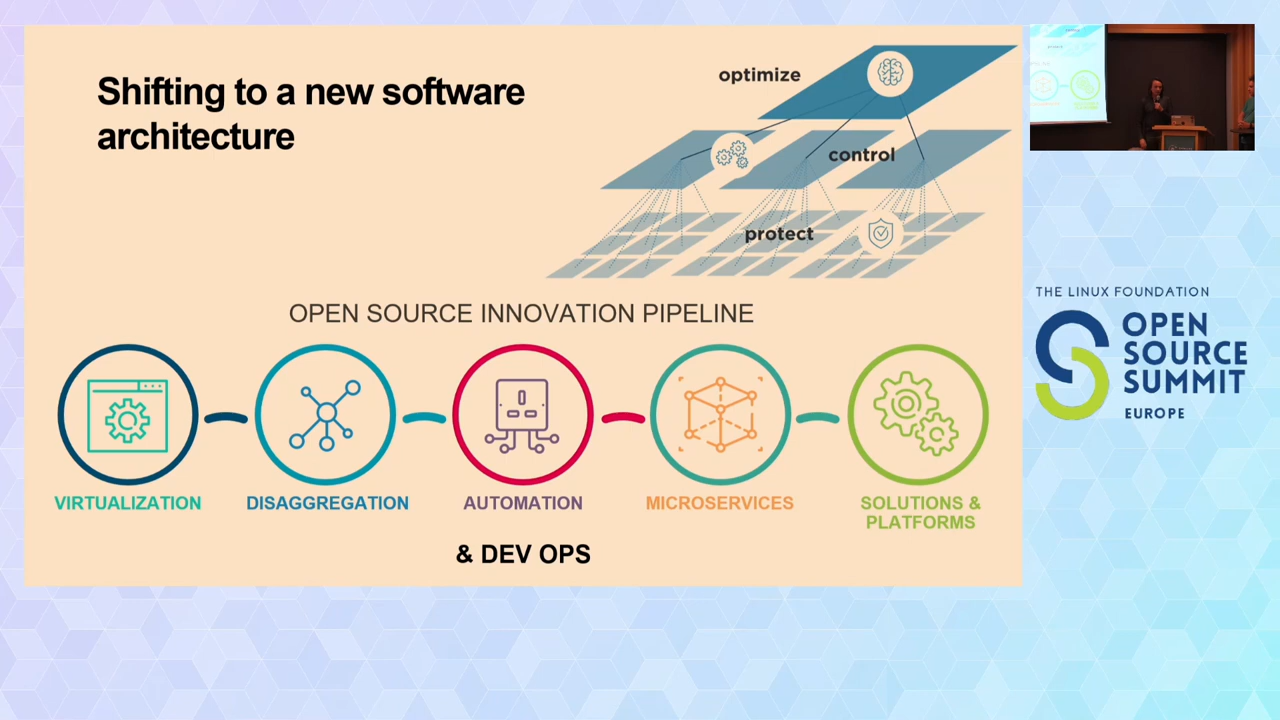 Shifting to a new software
architecture
optimize
control
protect
OPEN SOURCE INNOVATION PIPELINE
VIRTUALIZATION
DISAGGREGATION
AUTOMATION
MICROSERVICES
SOLUTIONS &
PLATFORMS
& DEV OPS
THE LINUX FOUNDATION
OPEN
SOURCE
SUMMIT
EUROPE